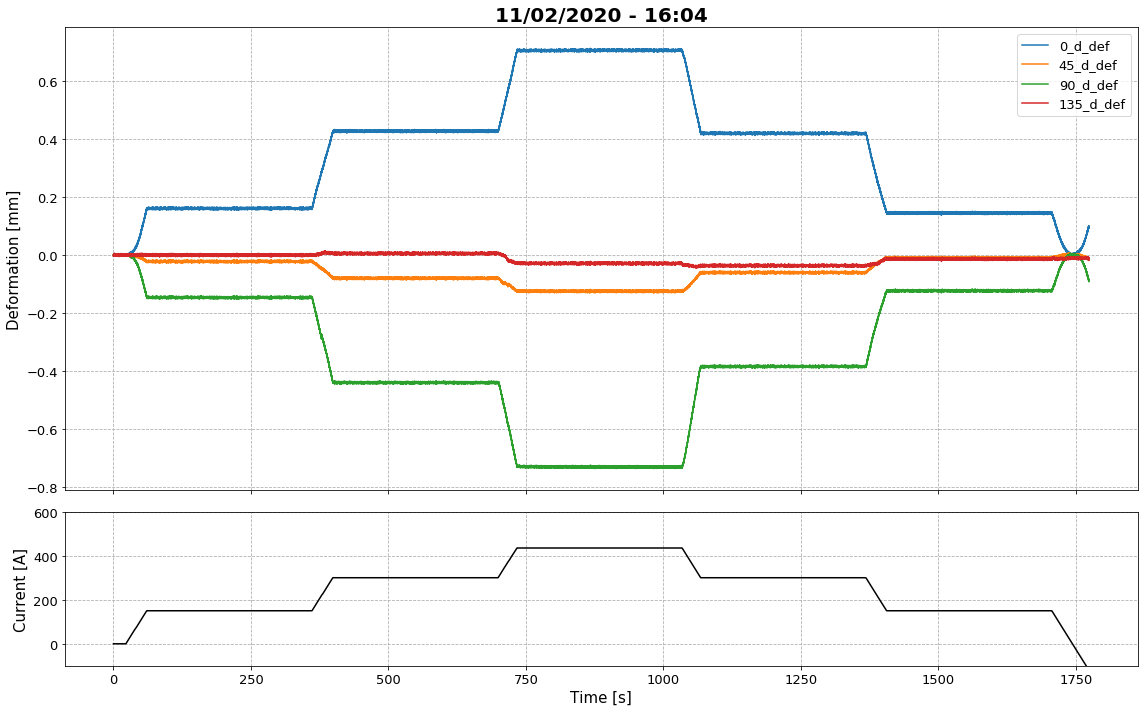 11/02/2020 - 16:04
0_d_def
45_d_def
90_d_def
135_d_def
Deformation [mm]
0.6
0.4
0.2
0.0
−0.2
−0.4
−0.6
−0.8
Current [A]
600
400
200
0
0
250
500
750
1000
1250
1500
1750
Time [s]